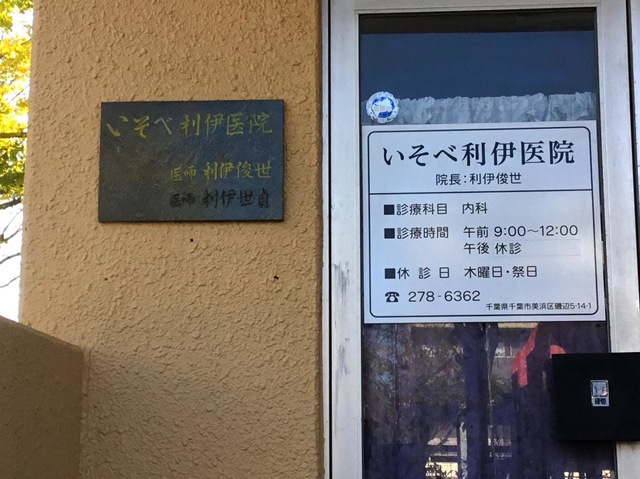 いそべ利伊医院
医師 利伊俊世
医師 利伊世貞
いそべ利伊医院
院長：利伊俊世
■診療科目 内科
■診療時間 午前 9:00～12:00
午後 休診
■休診日 木曜日・祭日
☎ 278-6362
千葉県千葉市美浜区磯辺5-14-1